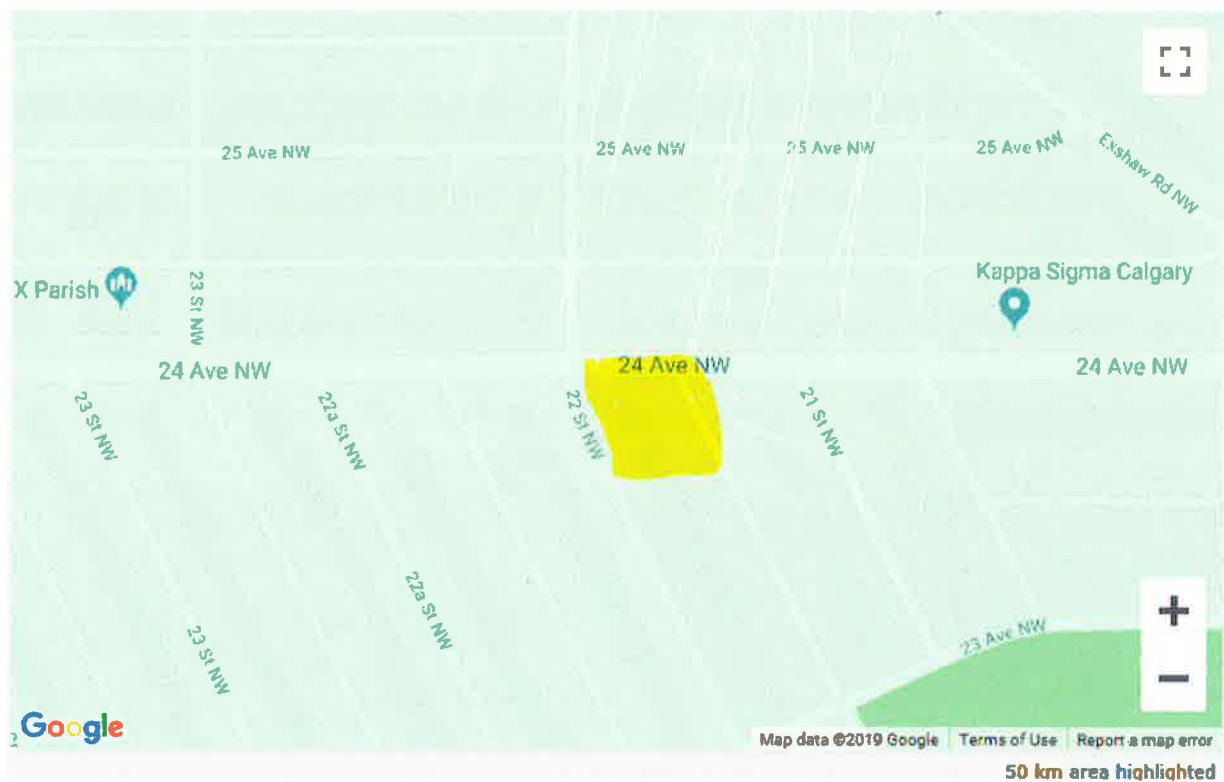 25 Ave NW
25 Ave NW
25 Ave NW
25 Ave NW
Exshaw Rd NW
X Parish
23 St NW
Kappa Sigma Calgary
24 Ave NW
24 Ave NW
24 Ave NW
23 St NW
22a St NW
22 St NW
21 St NW
22a St NW
23 St NW
23 Ave NW
2
Google
Map data ©2019 Google
Terms of Use
Report a map error
50 km area highlighted